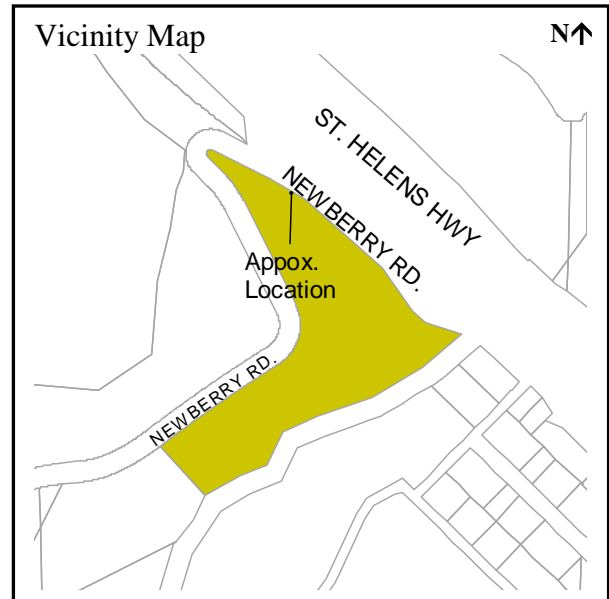 Vicinity Map
N↑
ST. HELENS HWY
NEWBERRY RD.
Appox.
Location
NEWBERRY RD.